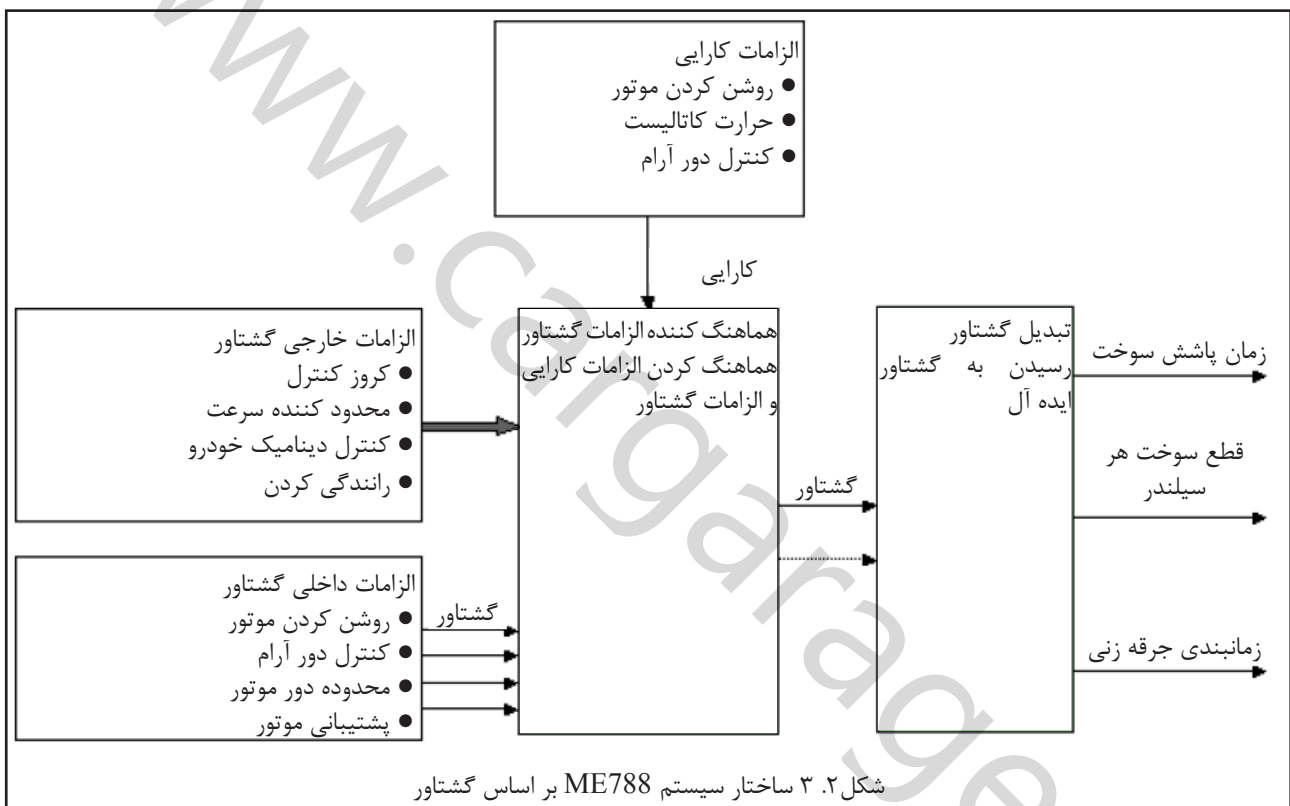 الزامات کارایی
● روشن کردن موتور
● حرارت کاتالیست
● کنترل دور آرام
کارایی
الزامات خارجی گشتاور
● کروز کنترل
● محدود کننده سرعت
● کنترل دینامیک خودرو
● رانندگی کردن
الزامات داخلی گشتاور
● روشن کردن موتور
● کنترل دور آرام
● محدوده دور موتور
● پشتیبانی موتور
گشتاور
هماهنگ کننده الزامات گشتاور
هماهنگ کردن الزامات کارایی
و الزامات گشتاور
گشتاور
تبدیل گشتاور
رسیدن به گشتاور
ایده آل
زمان پاشش سوخت
قطع سوخت هر
سیلندر
زمانبندی جرقه زنی
شکل۲. ۳ ساختار سیستم ME788 بر اساس گشتاور
www.cargarage